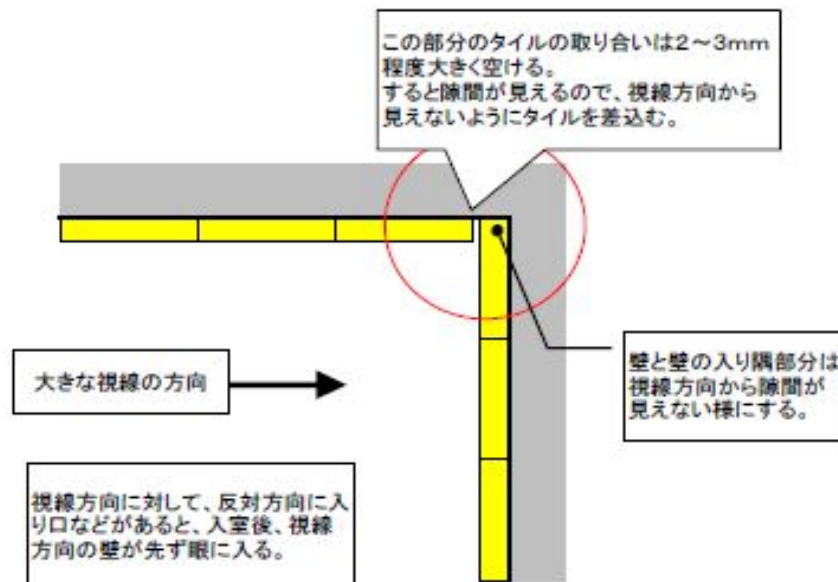 この部分のタイルの取り合いは２～３ｍｍ
程度大きく空ける。
すると隙間が見えるので、視線方向から
見えないようにタイルを差込む。
壁と壁の入り隅部分は
視線方向から隙間が
見えない様にする。
大きな視線の方向
視線方向に対して、反対方向に入
り口などがあると、入室後、視線
方向の壁が先ず眼に入る。